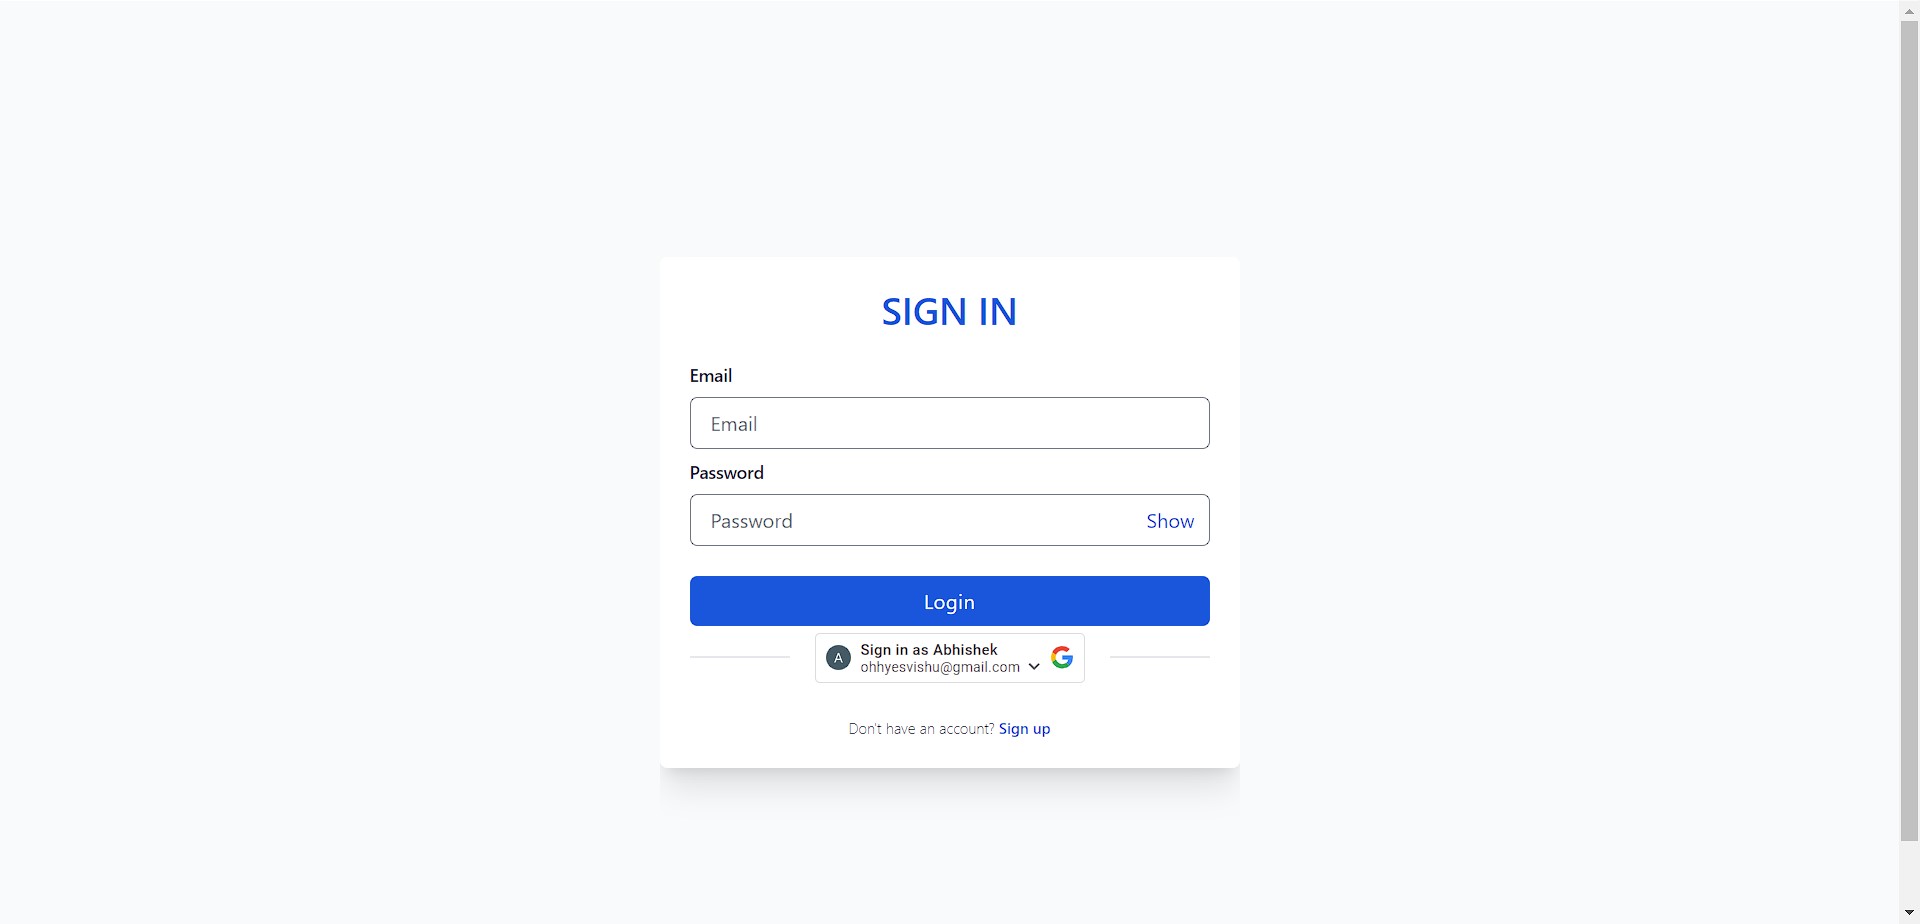 SIGN IN
Email
Email
Password
Password Show
Login
A Sign in as Abhishek
ohhyesvishu@gmail.com
Don't have an account? Sign up